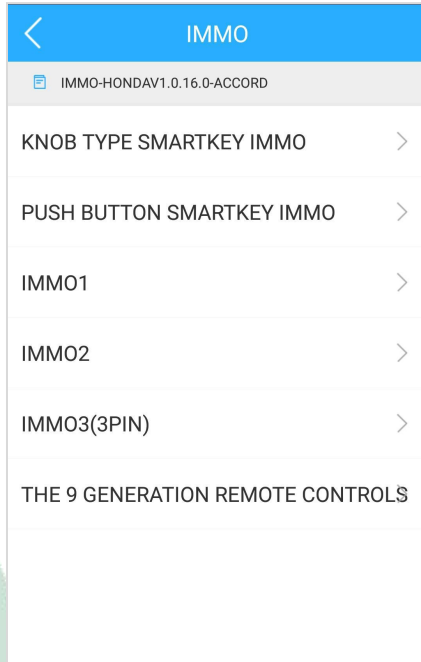 IMMO
IMMO-HONDAV1.0.16.0-ACCORD
KNOB TYPE SMARTKEY IMMO
PUSH BUTTON SMARTKEY IMMO
IMMO1
IMMO2
IMMO3(3PIN)
THE 9 GENERATION REMOTE CONTROLS